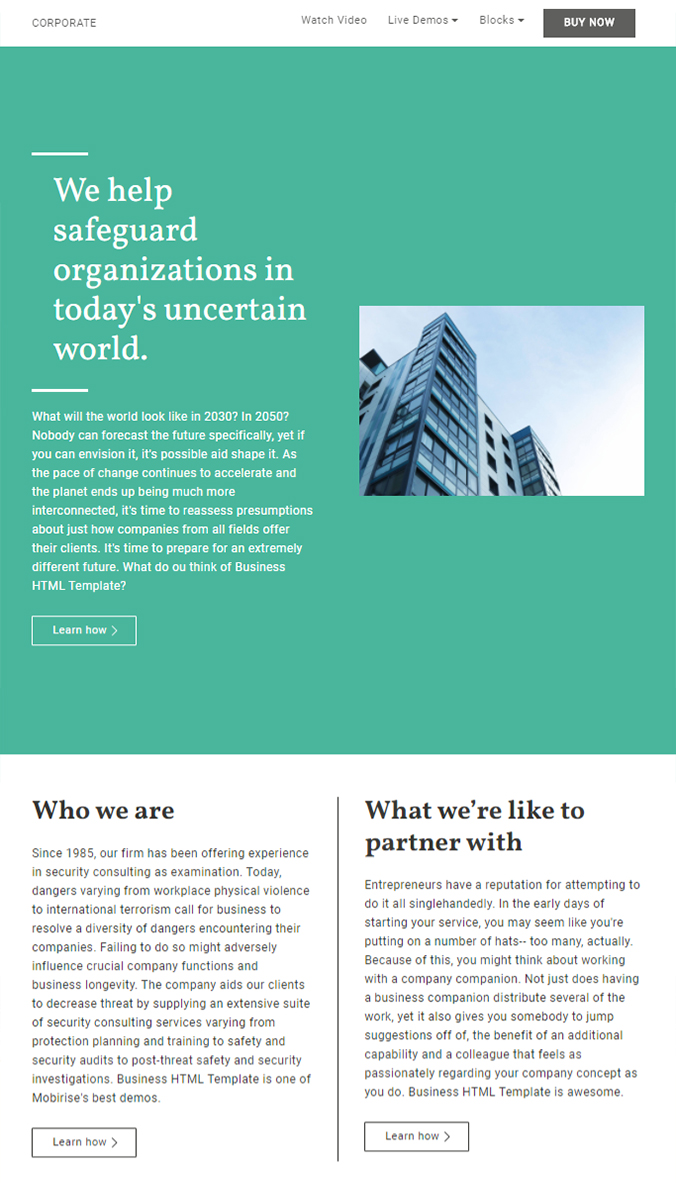 CORPORATE
Watch Video
Live Demos
Blocks
BUY NOW
We help
safeguard
organizations in
today's uncertain
world.
What will the world look like in 2030? In 2050?
Nobody can forecast the future specifically, yet if
you can envision it, it's possible aid shape it. As
the pace of change continues to accelerate and
the planet ends up being much more
interconnected, it's time to reassess presumptions
about just how companies from all fields offer
their clients. It's time to prepare for an extremely
different future. What do ou think of Business
HTML Template?
Learn how
Who we are
Since 1985, our firm has been offering experience
in security consulting as examination. Today,
dangers varying from workplace physical violence
to international terrorism call for business to
resolve a diversity of dangers encountering their
companies. Failing to do so might adversely
influence crucial company functions and
business longevity. The company aids our clients
to decrease threat by supplying an extensive suite
of security consulting services varying from
protection planning and training to safety and
security audits to post-threat safety and security
investigations. Business HTML Template is one of
Mobirise's best demos.
Learn how
What we’re like to
partner with
Entrepreneurs have a reputation for attempting to
do it all singlehandedly. In the early days of
starting your service, you may seem like you're
putting on a number of hats-- too many, actually.
Because of this, you might think about working
with a company companion. Not just does having
a business companion distribute several of the
work, yet it also gives you somebody to jump
suggestions off of, the benefit of an additional
capability and a colleague that feels as
passionately regarding your company concept as
you do. Business HTML Template is awesome.
Learn how